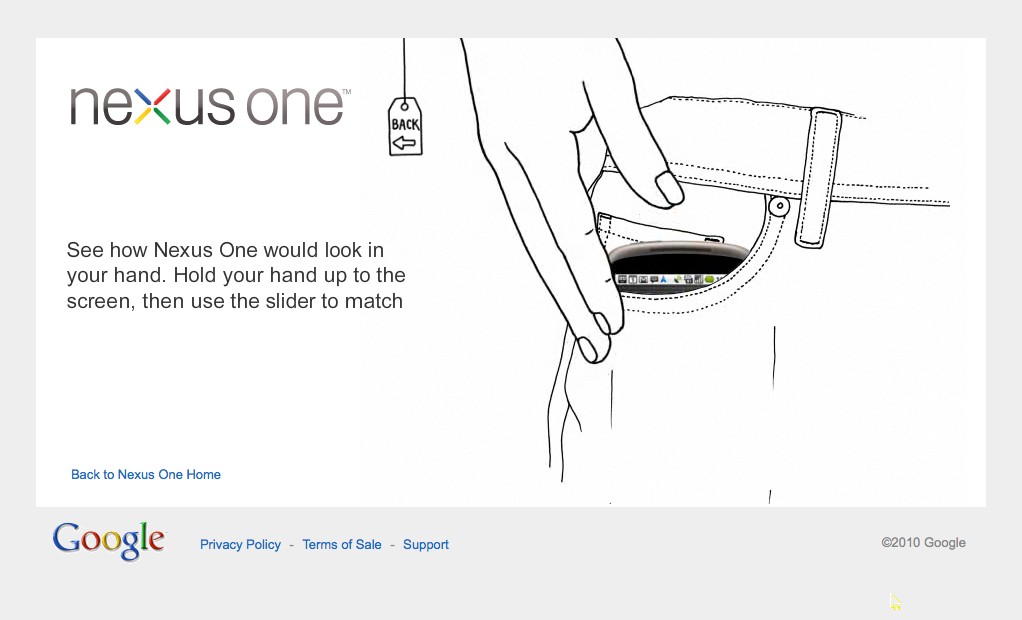 nexus one™
BACK
See how Nexus One would look in
your hand. Hold your hand up to the
screen, then use the slider to match
Back to Nexus One Home
Google
Privacy Policy - Terms of Sale - Support
©2010 Google